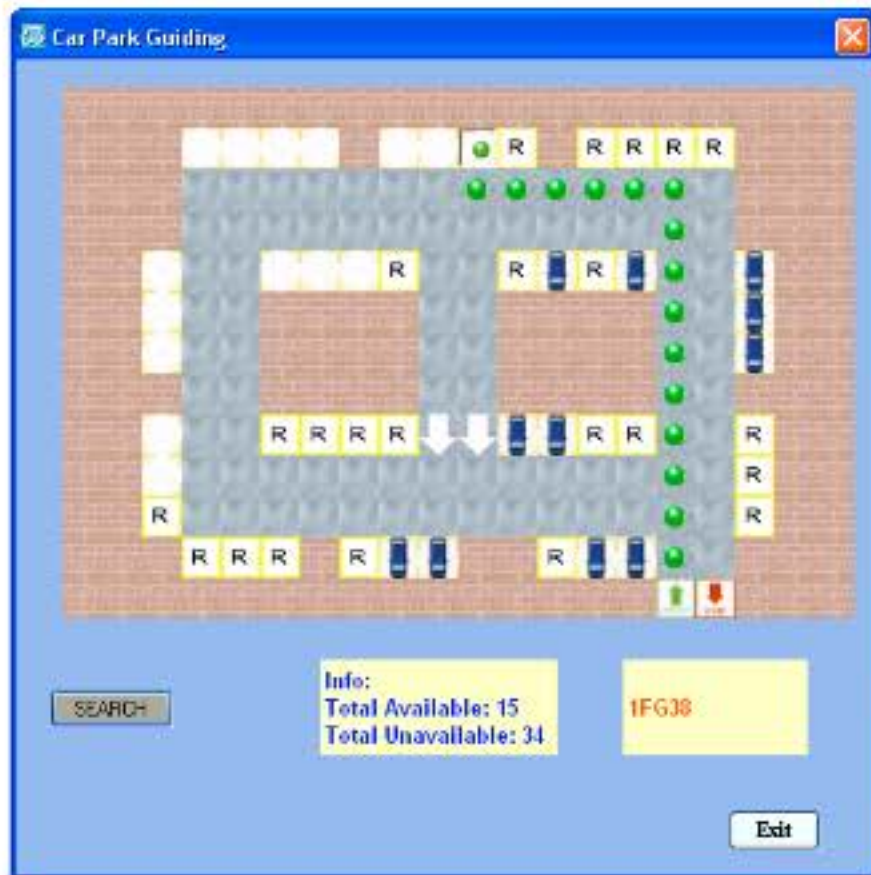 Car Park Guiding
R R R R R
R R R
R R R R R R R
R
R R
R R R R R
SEARCH
Info:
Total Available: 15
Total Unavailable: 34
1FG38
Exit